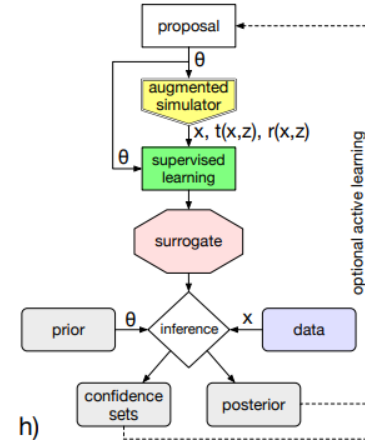 proposal
θ
augmented
simulator
x, t(x,z), r(x,z)
θ
supervised
learning
optional active learning
surrogate
prior
θ
inference
x
data
confidence
sets
posterior
h)